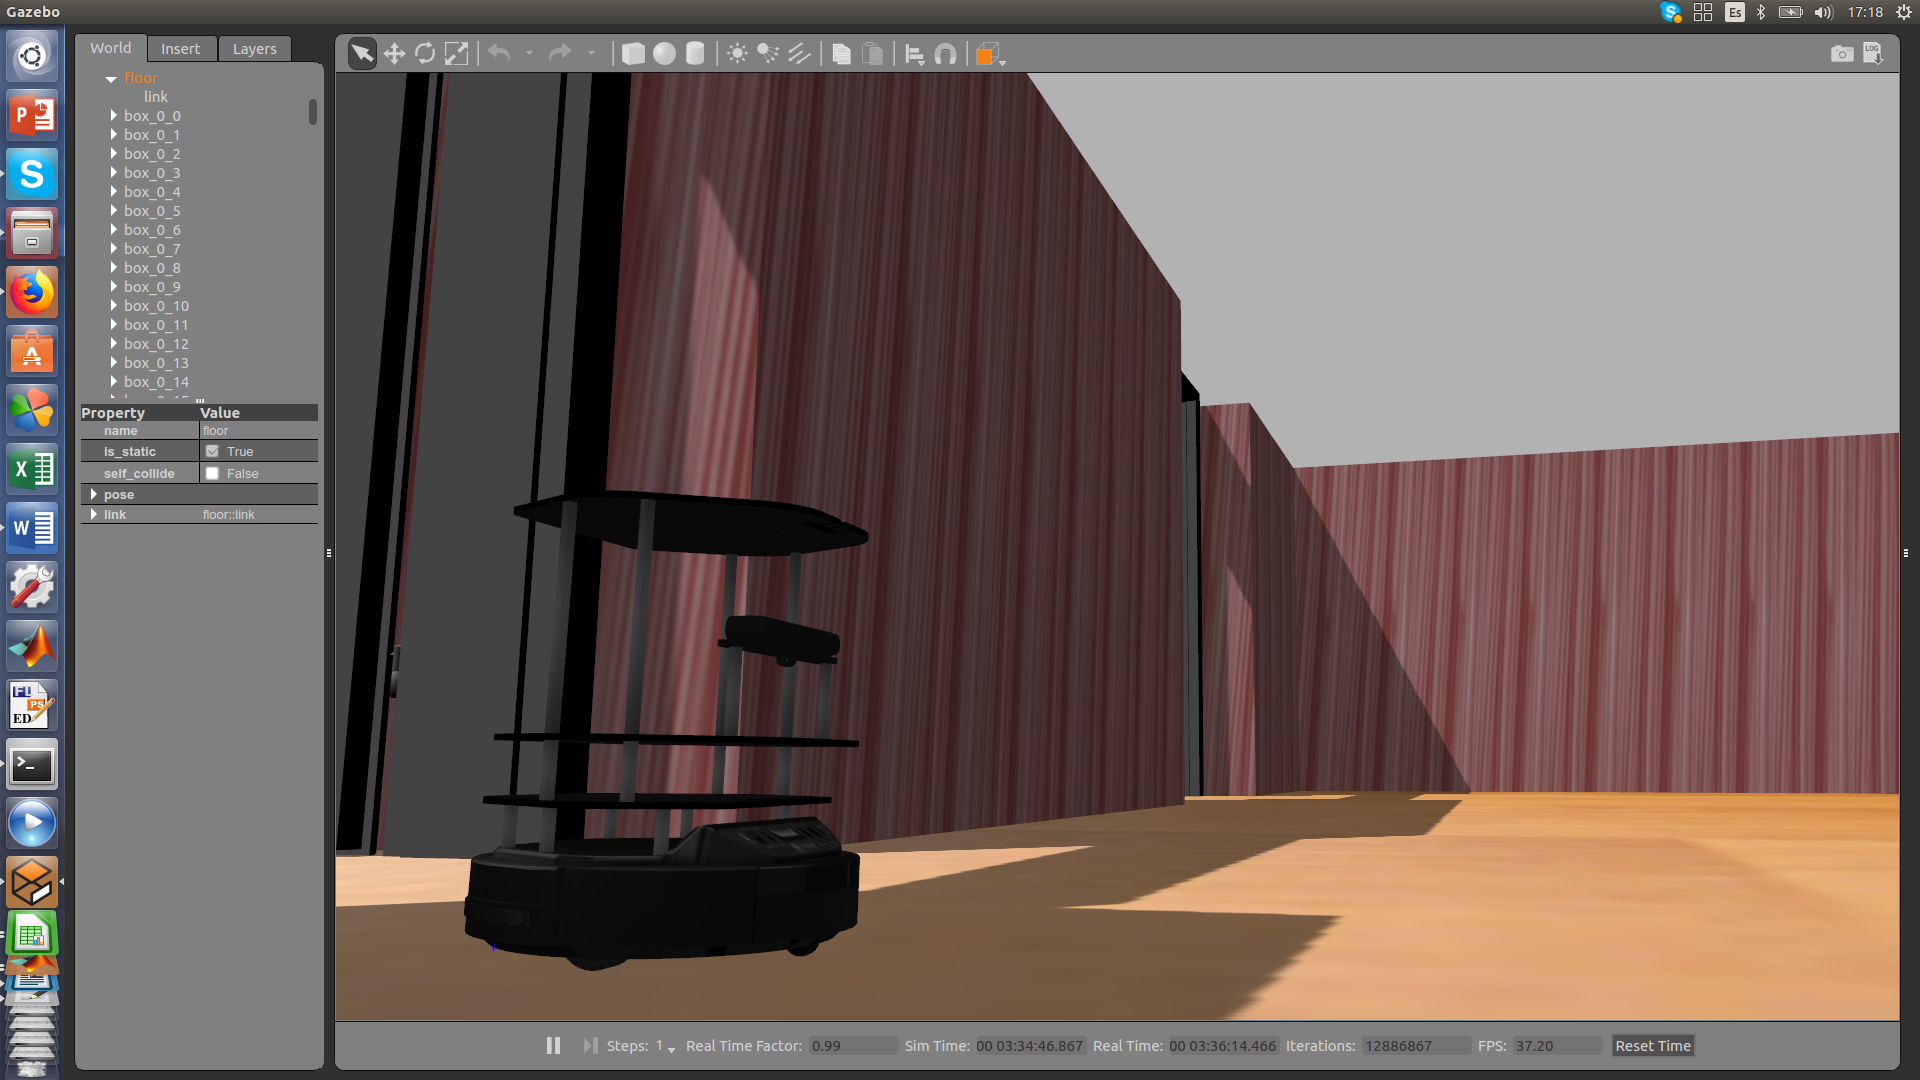 Gazebo
Es
17:18
World
Insert
Layers
LOG
floor
link
box_0_0
box_0_1
box_0_2
box_0_3
box_0_4
box_0_5
box_0_6
box_0_7
box_0_8
box_0_9
box_0_10
box_0_11
box_0_12
box_0_13
box_0_14
Property Value
name floor
is_static True
self_collide False
pose
link floor::link
Steps: 1 Real Time Factor: 0.99 Sim Time: 00 03:34:46.867 Real Time: 00 03:36:14.466 Iterations: 12886867 FPS: 37.20 Reset Time